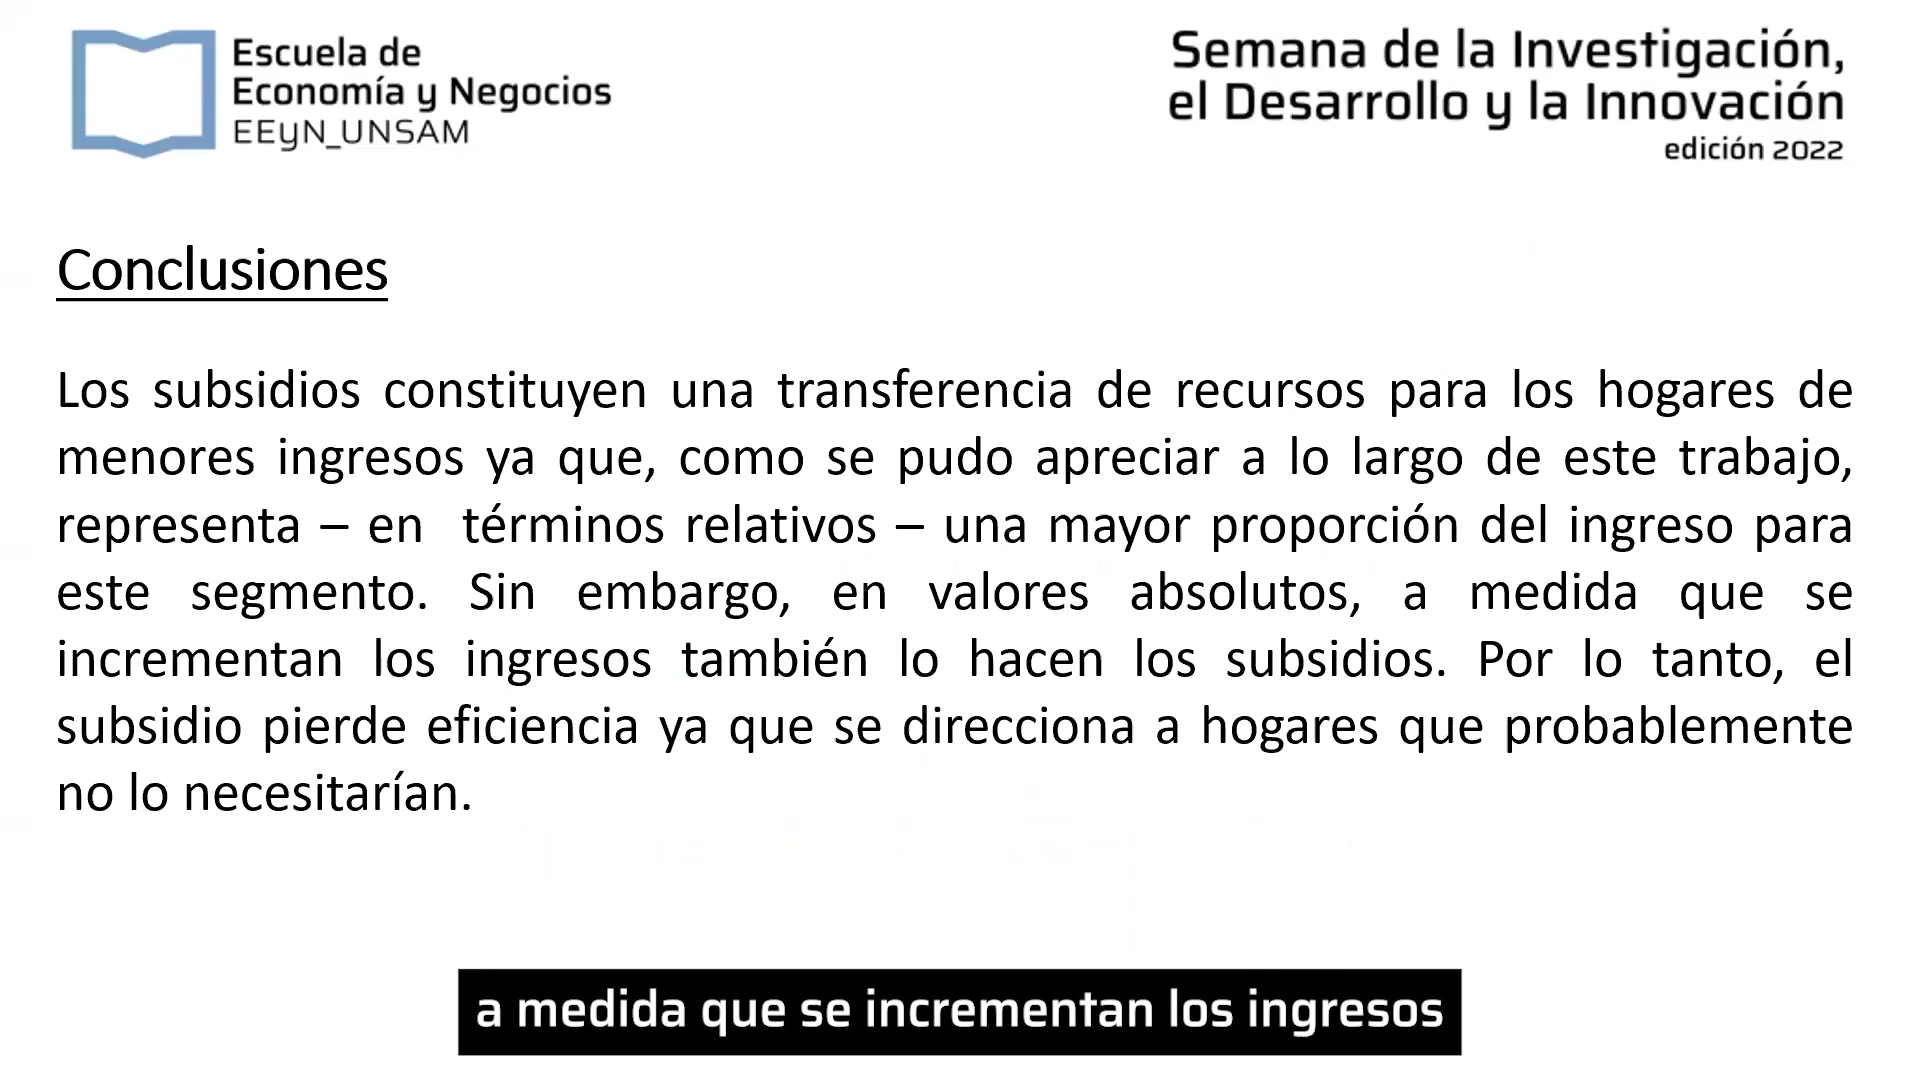 Escuela de
Economía y Negocios
EEyN_UNSAM
Semana de la Investigación,
el Desarrollo y la Innovación
edición 2022
Conclusiones
Los subsidios constituyen una transferencia de recursos para los hogares de
menores ingresos ya que, como se pudo apreciar a lo largo de este trabajo,
representa – en términos relativos – una mayor proporción del ingreso para
este segmento. Sin embargo, en valores absolutos, a medida que se
incrementan los ingresos también lo hacen los subsidios. Por lo tanto, el
subsidio pierde eficiencia ya que se direcciona a hogares que probablemente
no lo necesitarían.
a medida que se incrementan los ingresos